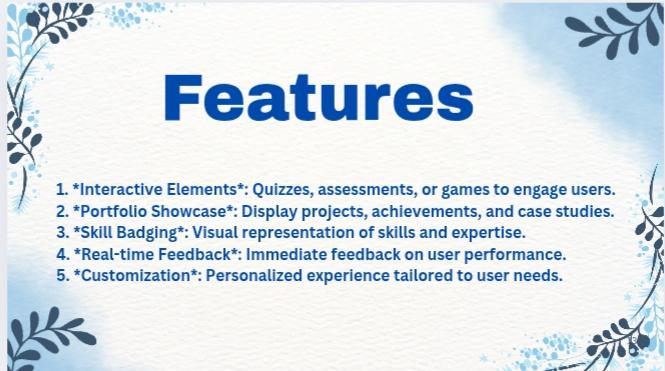 Features
1. *Interactive Elements*: Quizzes, assessments, or games to engage users.
2. *Portfolio Showcase*: Display projects, achievements, and case studies.
3. *Skill Badging*: Visual representation of skills and expertise.
4. *Real-time Feedback*: Immediate feedback on user performance.
5. *Customization*: Personalized experience tailored to user needs.